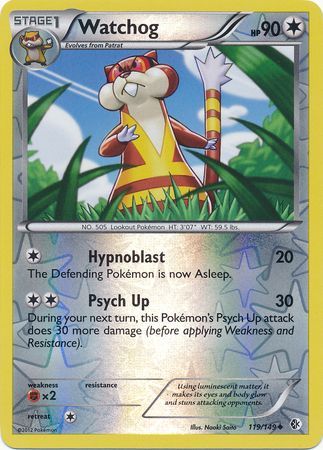 STAGE1
Watchog
HP 90
Evolves from Patrat
NO. 505 Lookout Pokémon HT: 3'07" WT: 59.5 lbs.
Hypnoblast 20
The Defending Pokémon is now Asleep.
Psych Up 30
During your next turn, this Pokémon's Psych Up attack
does 30 more damage (before applying Weakness and
Resistance).
weakness
×2
resistance
retreat
Using luminescent matter, it
makes its eyes and body glow
and stuns attacking opponents.
©2012 Pokémon
Illus. Naoki Saito
119/149